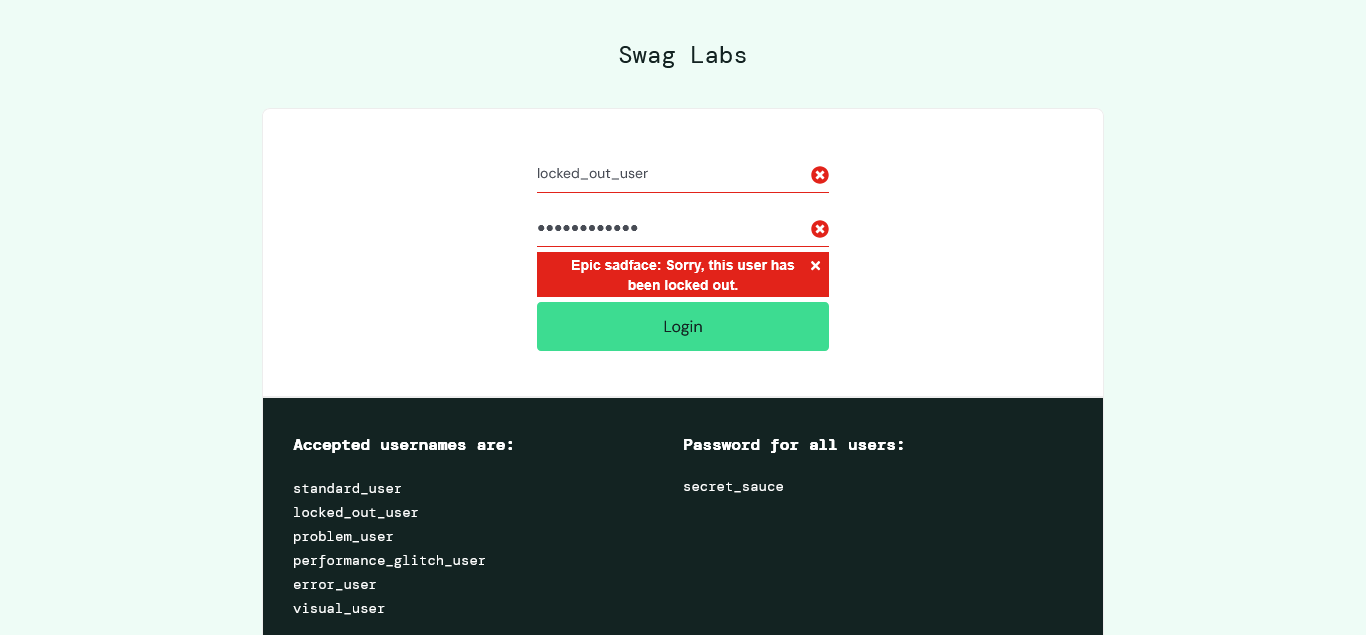 Swag Labs
locked_out_user
●●●●●●●●●●●●
Epic sadface: Sorry, this user has
been locked out.
Login
Accepted usernames are:
standard_user
locked_out_user
problem_user
performance_glitch_user
error_user
visual_user
Password for all users:
secret_sauce